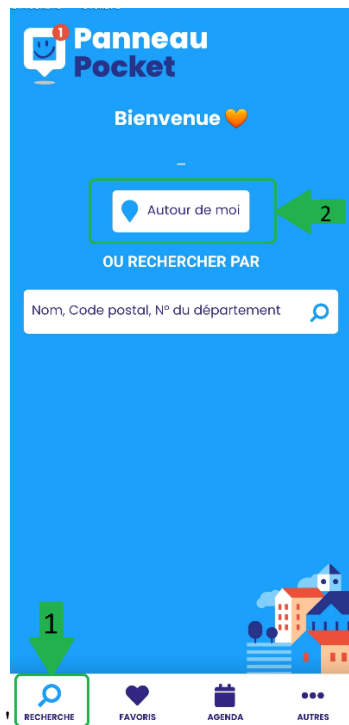 1
Panneau
Pocket
Bienvenue 🧡
Autour de moi
2
OU RECHERCHER PAR
Nom, Code postal, N° du département
1
RECHERCHE
FAVORIS
AGENDA
AUTRES